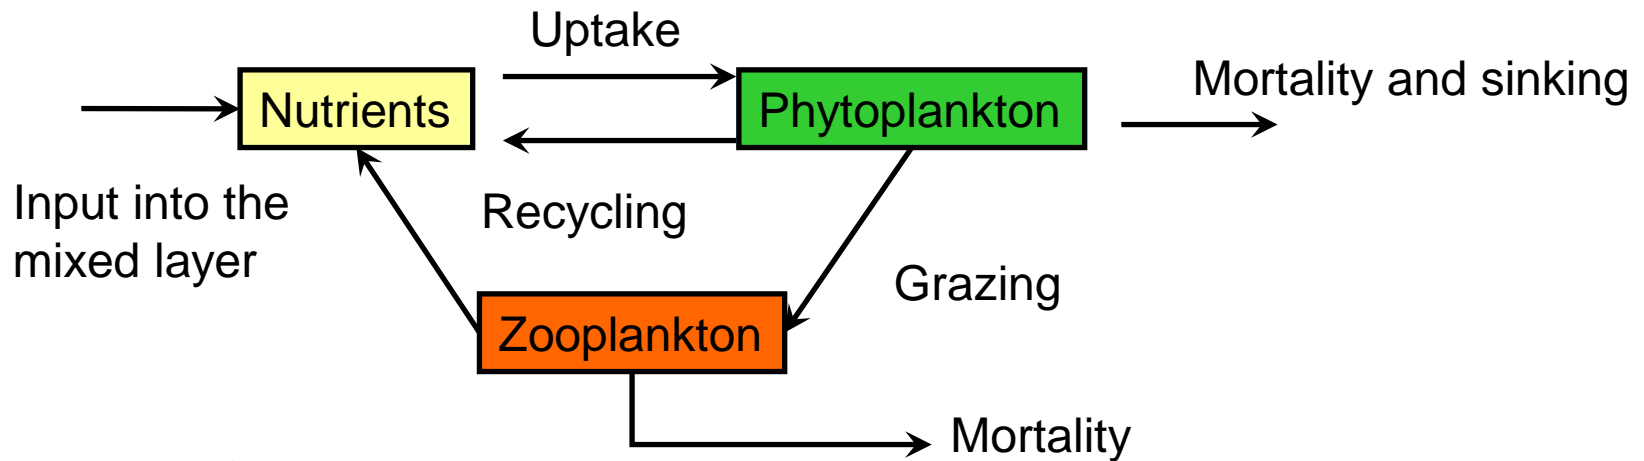 Uptake
Nutrients
Phytoplankton
Mortality and sinking
Input into the
mixed layer
Recycling
Grazing
Zooplankton
Mortality